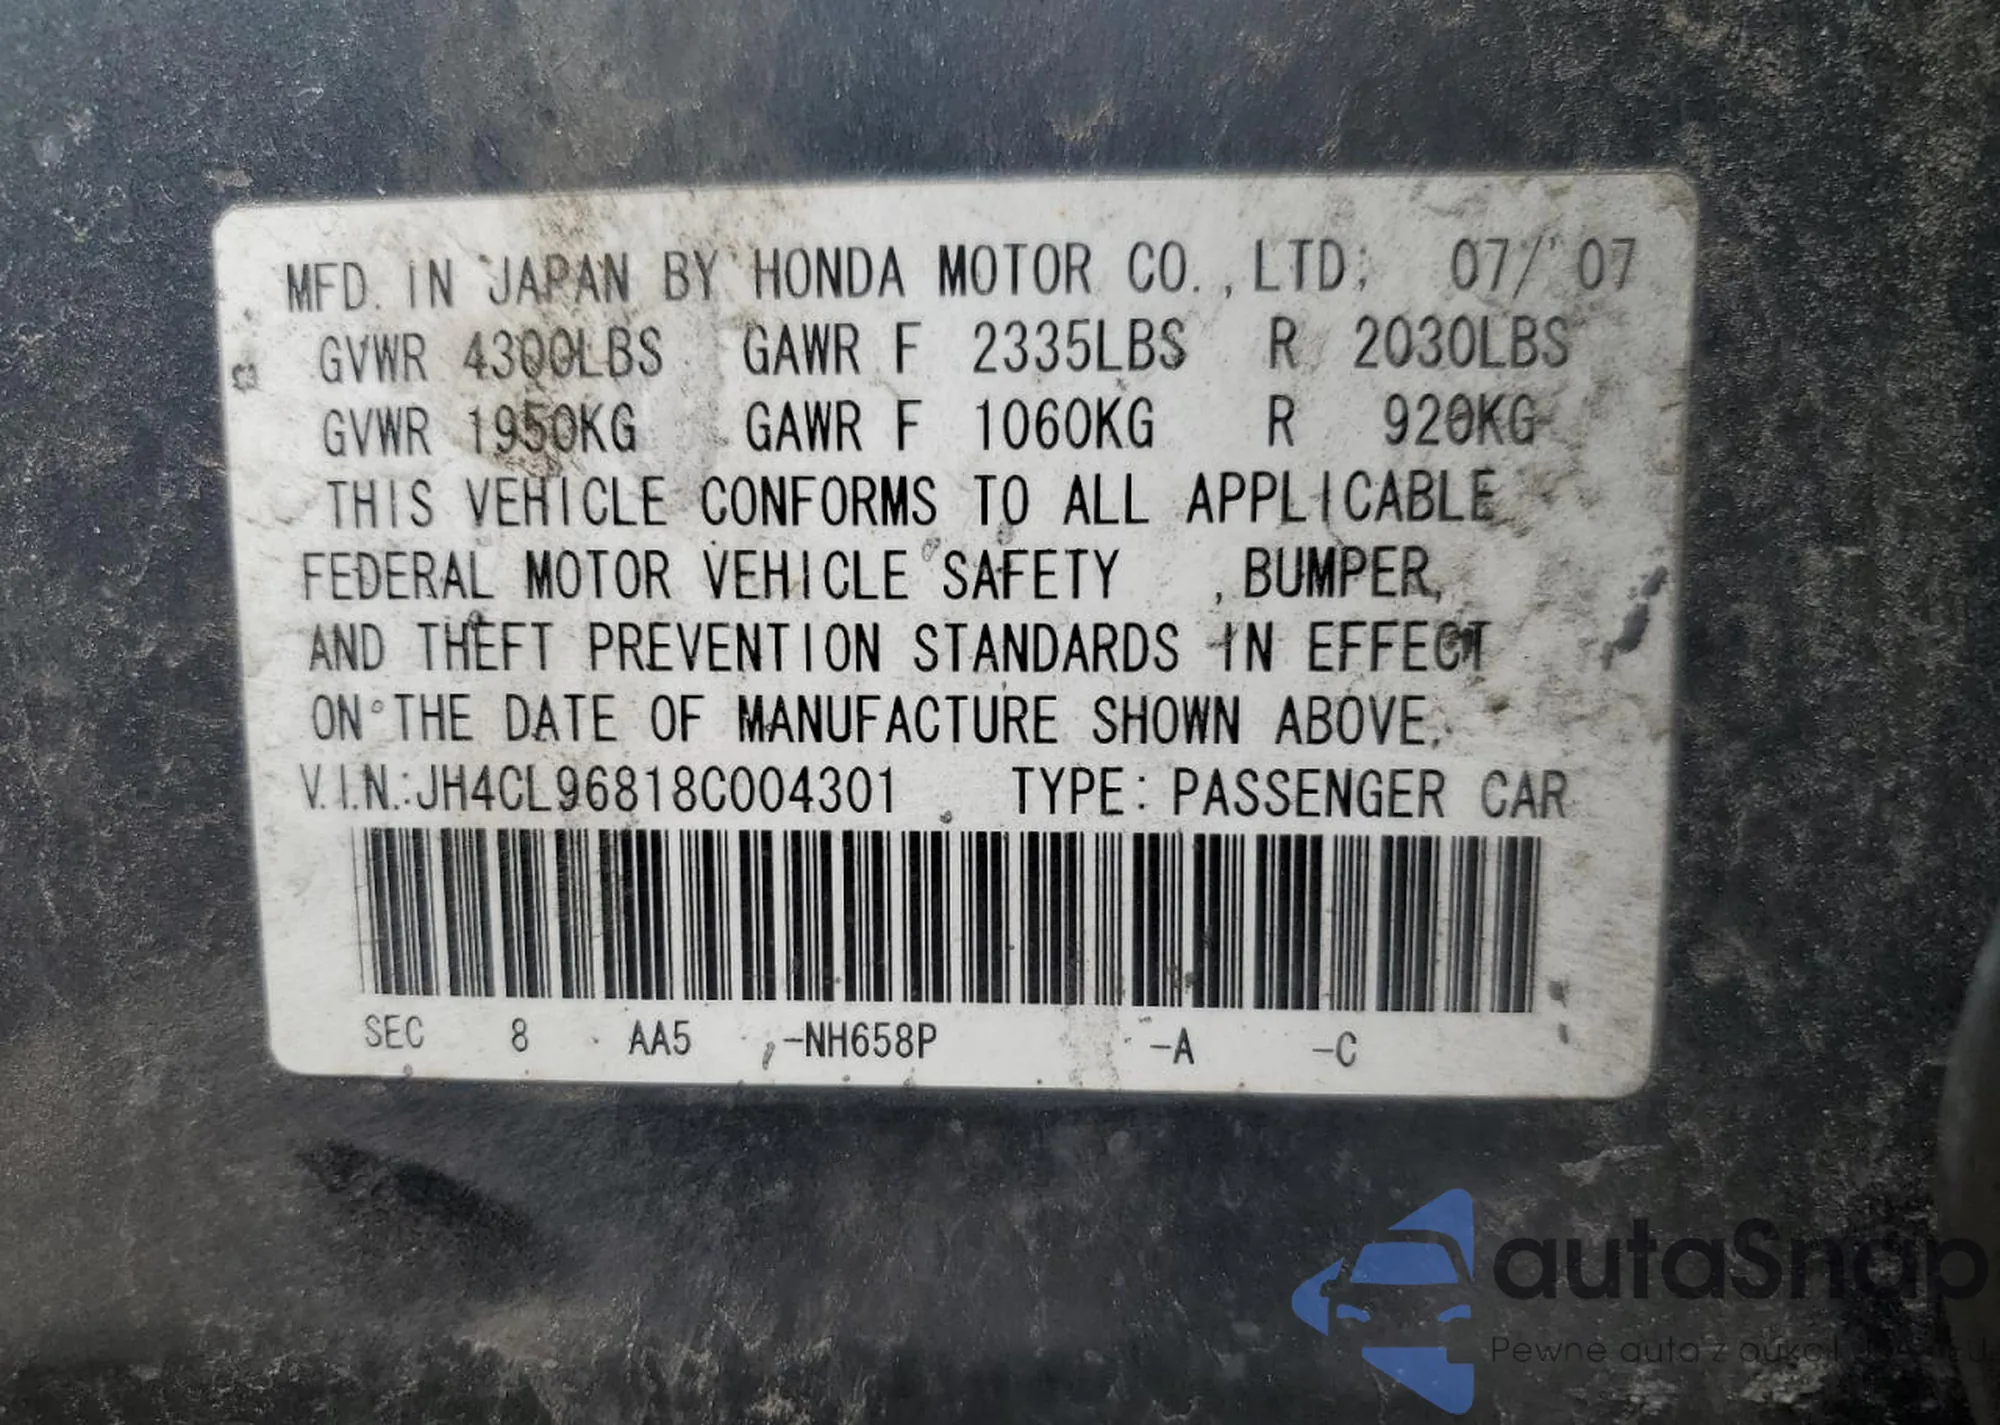 MFD. IN JAPAN BY HONDA MOTOR CO., LTD. 07/'07
GVWR 4300LBS GAWR F 2335LBS R 2030LBS
GVWR 1950KG GAWR F 1060KG R 920KG
THIS VEHICLE CONFORMS TO ALL APPLICABLE
FEDERAL MOTOR VEHICLE SAFETY , BUMPER,
AND THEFT PREVENTION STANDARDS IN EFFECT
ON THE DATE OF MANUFACTURE SHOWN ABOVE.
V.I.N.:JH4CL96818C004301 TYPE: PASSENGER CAR
SEC 8 AA5 -NH658P -A -C
autaSnap
Pewne auta z